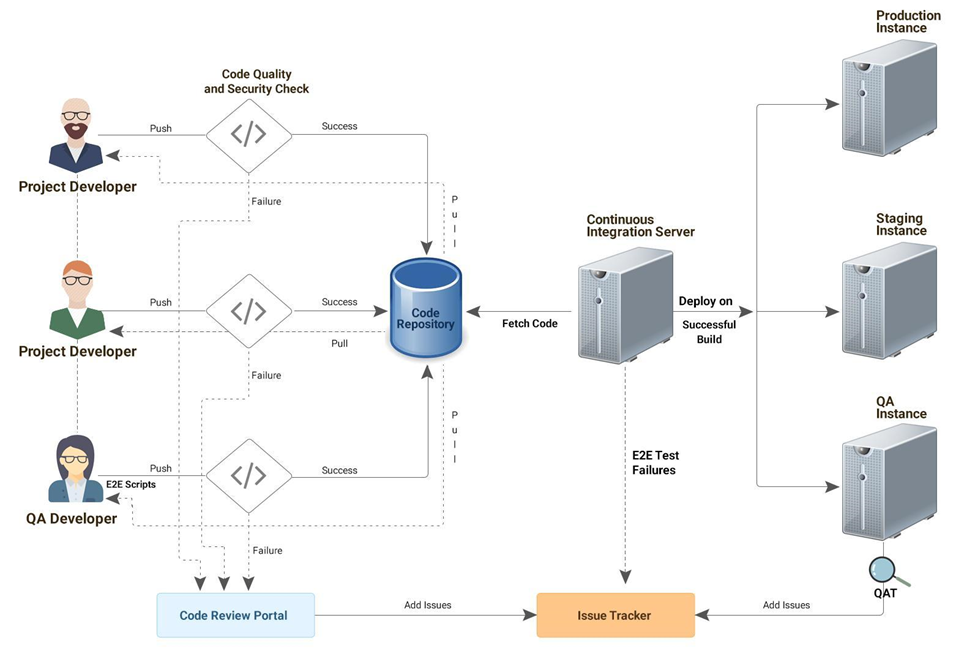 Production
Instance
Code Quality
and Security Check
Push
Success
Project Developer
Failure
P
u
l
l
Continuous
Integration Server
Staging
Instance
Push
Success
Code
Repository
Fetch Code
Deploy on
Successful
Build
Pull
Project Developer
Failure
QA
Instance
P
u
l
l
E2E Test
Failures
Push
E2E Scripts
Success
QA Developer
Failure
QAT
Code Review Portal
Add Issues
Issue Tracker
Add Issues